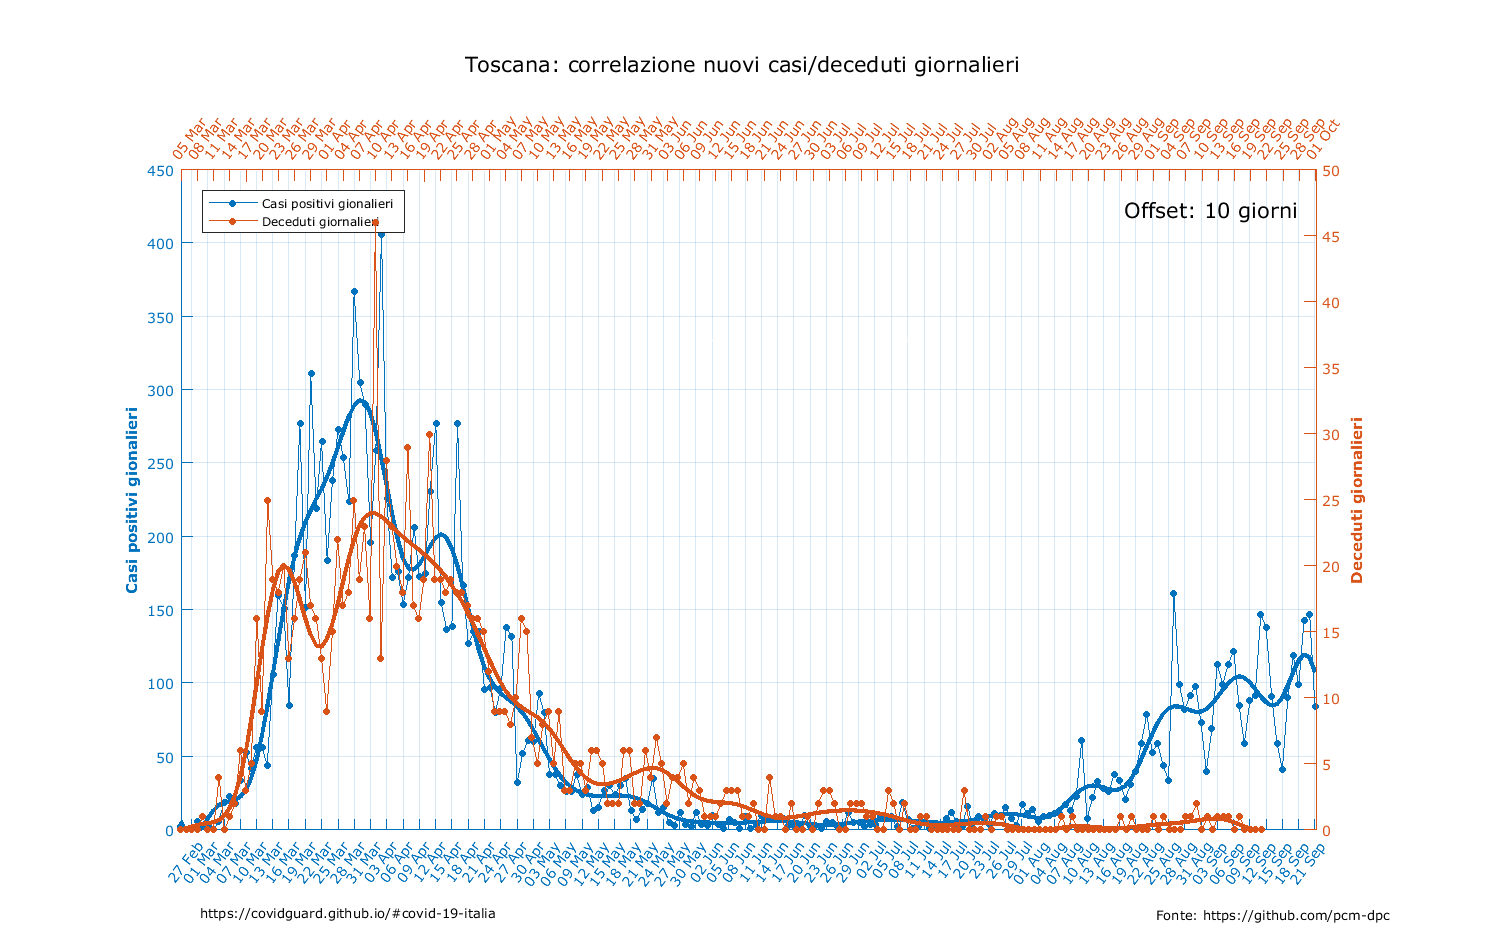 Toscana: correlazione nuovi casi/deceduti giornalieri
05 Mar 08 Mar 11 Mar 14 Mar 17 Mar 20 Mar 23 Mar 26 Mar 29 Mar 01 Apr 04 Apr 07 Apr 10 Apr 13 Apr 16 Apr 19 Apr 22 Apr 25 Apr 28 Apr 01 May 04 May 07 May 10 May 13 May 16 May 19 May 22 May 25 May 28 May 31 May 03 Jun 06 Jun 09 Jun 12 Jun 15 Jun 18 Jun 21 Jun 24 Jun 27 Jun 30 Jun 03 Jul 06 Jul 09 Jul 12 Jul 15 Jul 18 Jul 21 Jul 24 Jul 27 Jul 30 Jul 02 Aug 05 Aug 08 Aug 11 Aug 14 Aug 17 Aug 20 Aug 23 Aug 26 Aug 29 Aug 01 Sep 04 Sep 07 Sep 10 Sep 13 Sep 16 Sep 19 Sep 22 Sep 25 Sep 28 Sep 01 Oct
450
400
350
300
250
200
150
100
50
0
Casi positivi gionalieri
Casi positivi gionalieri
Deceduti giornalieri
Offset: 10 giorni
50
45
40
35
30
25
20
15
10
5
0
Deceduti giornalieri
27 Feb 01 Mar 04 Mar 07 Mar 10 Mar 13 Mar 16 Mar 19 Mar 22 Mar 25 Mar 28 Mar 31 Mar 03 Apr 06 Apr 09 Apr 12 Apr 15 Apr 18 Apr 21 Apr 24 Apr 27 Apr 30 Apr 03 May 06 May 09 May 12 May 15 May 18 May 21 May 24 May 27 May 30 May 02 Jun 05 Jun 08 Jun 11 Jun 14 Jun 17 Jun 20 Jun 23 Jun 26 Jun 29 Jun 02 Jul 05 Jul 08 Jul 11 Jul 14 Jul 17 Jul 20 Jul 23 Jul 26 Jul 29 Jul 01 Aug 04 Aug 07 Aug 10 Aug 13 Aug 16 Aug 19 Aug 22 Aug 25 Aug 28 Aug 31 Aug 03 Sep 06 Sep 09 Sep 12 Sep 15 Sep 18 Sep 21 Sep
https://covidguard.github.io/#covid-19-italia
Fonte: https://github.com/pcm-dpc